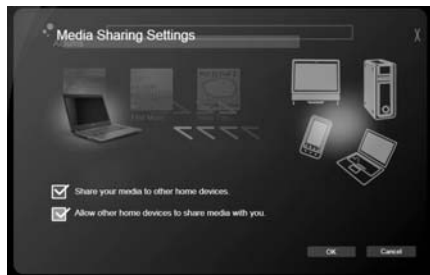 Media Sharing Settings
Share your media to other home devices.
Allow other home devices to share media with you.
OK
Cancel